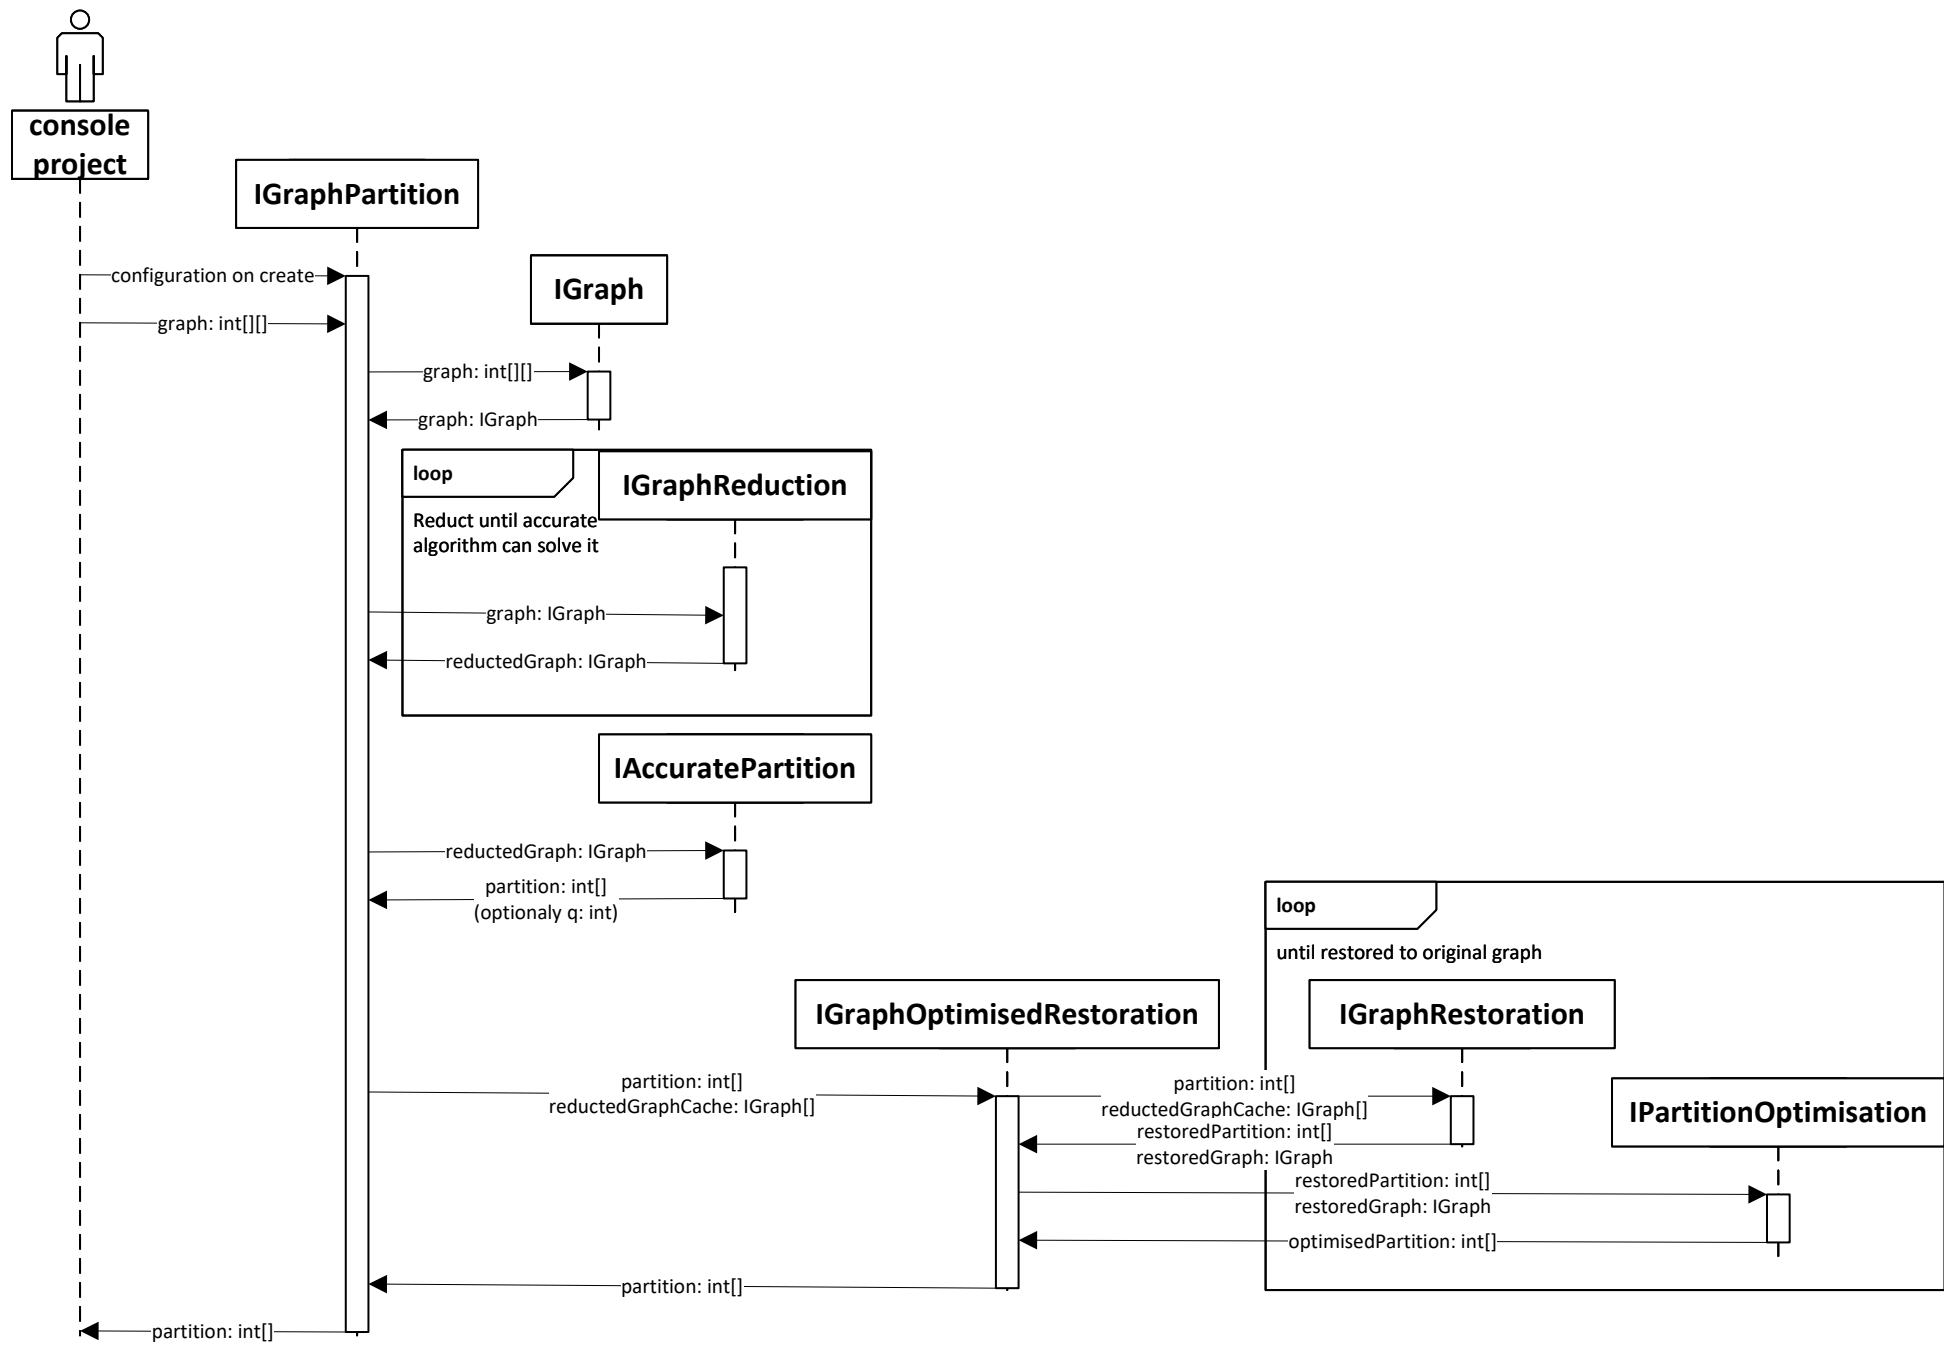 console
project
IGraphPartition
configuration on create
IGraph
graph: int[][]
graph: int[][]
graph: IGraph
loop
IGraphReduction
Reduct until accurate
algorithm can solve it
graph: IGraph
reductedGraph: IGraph
IAccuratePartition
reductedGraph: IGraph
partition: int[]
(optionaly q: int)
loop
until restored to original graph
IGraphOptimisedRestoration
IGraphRestoration
partition: int[]
reductedGraphCache: IGraph[]
partition: int[]
reductedGraphCache: IGraph[]
IPartitionOptimisation
restoredPartition: int[]
restoredGraph: IGraph
restoredPartition: int[]
restoredGraph: IGraph
optimisedPartition: int[]
partition: int[]
partition: int[]